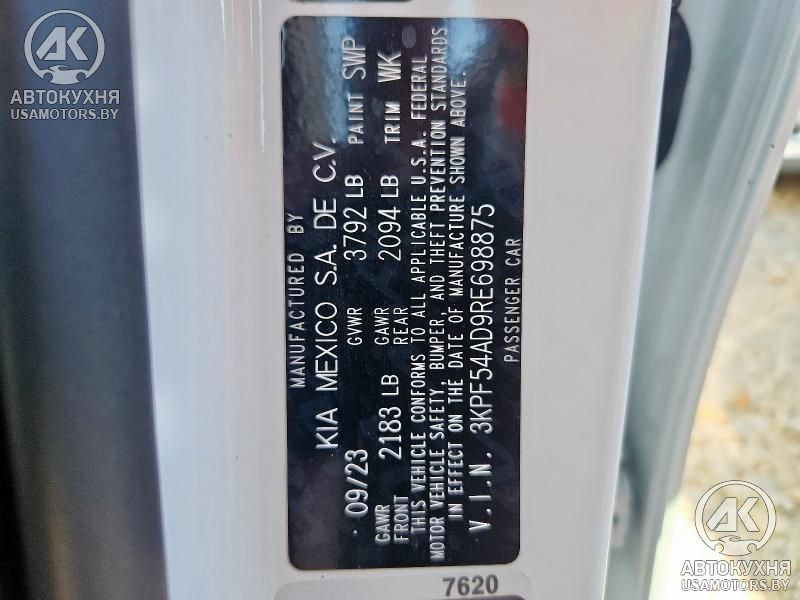 MANUFACTURED BY
KIA MEXICO S.A. DE C.V.
09/23 GVWR 3792 LB PAINT SWP
GAWR FRONT 2183 LB GAWR REAR 2094 LB TRIM WK
THIS VEHICLE CONFORMS TO ALL APPLICABLE U.S.A. FEDERAL
MOTOR VEHICLE SAFETY, BUMPER, AND THEFT PREVENTION STANDARDS
IN EFFECT ON THE DATE OF MANUFACTURE SHOWN ABOVE.
V.I.N. 3KPF54AD9RE698875
PASSENGER CAR
7620
АК
АВТОКУХНЯ
USAMOTORS.BY
АК
АВТОКУХНЯ
USAMOTORS.BY